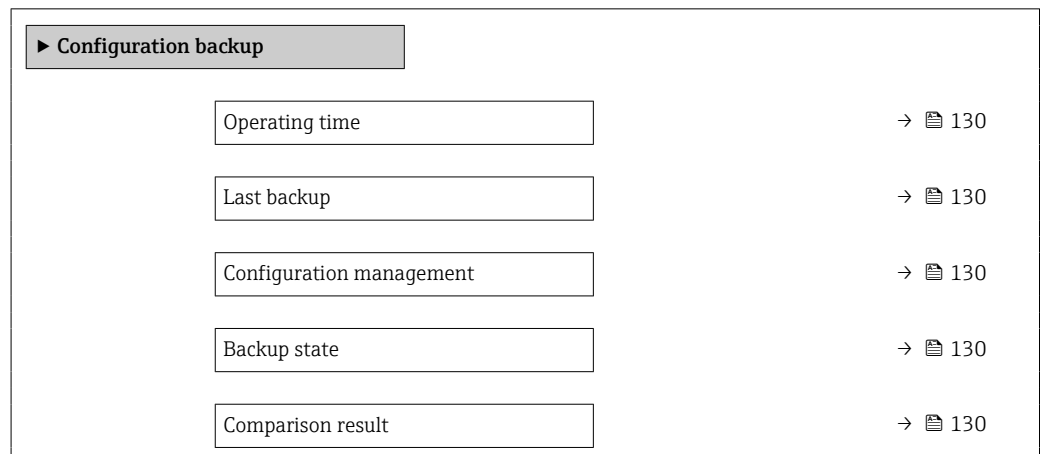 ▶ Configuration backup
Operating time → 🖹 130
Last backup → 🖹 130
Configuration management → 🖹 130
Backup state → 🖹 130
Comparison result → 🖹 130